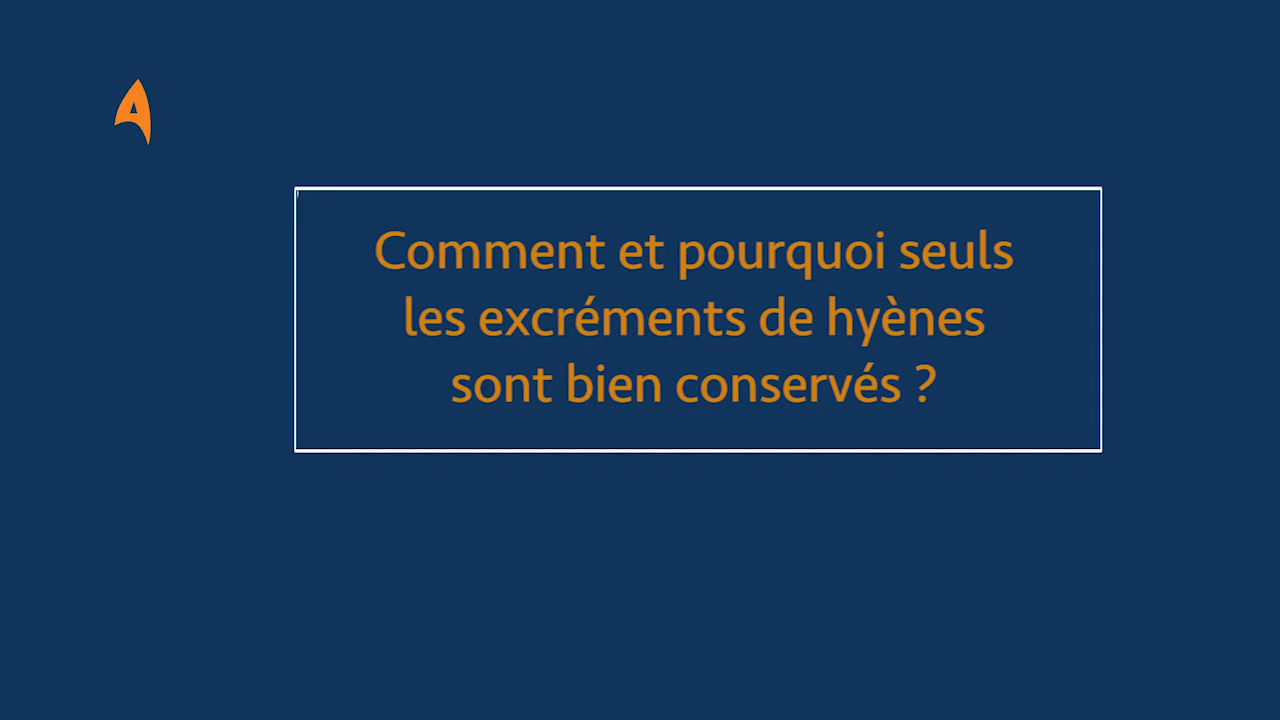 A
Comment et pourquoi seuls
les excréments de hyènes
sont bien conservés ?